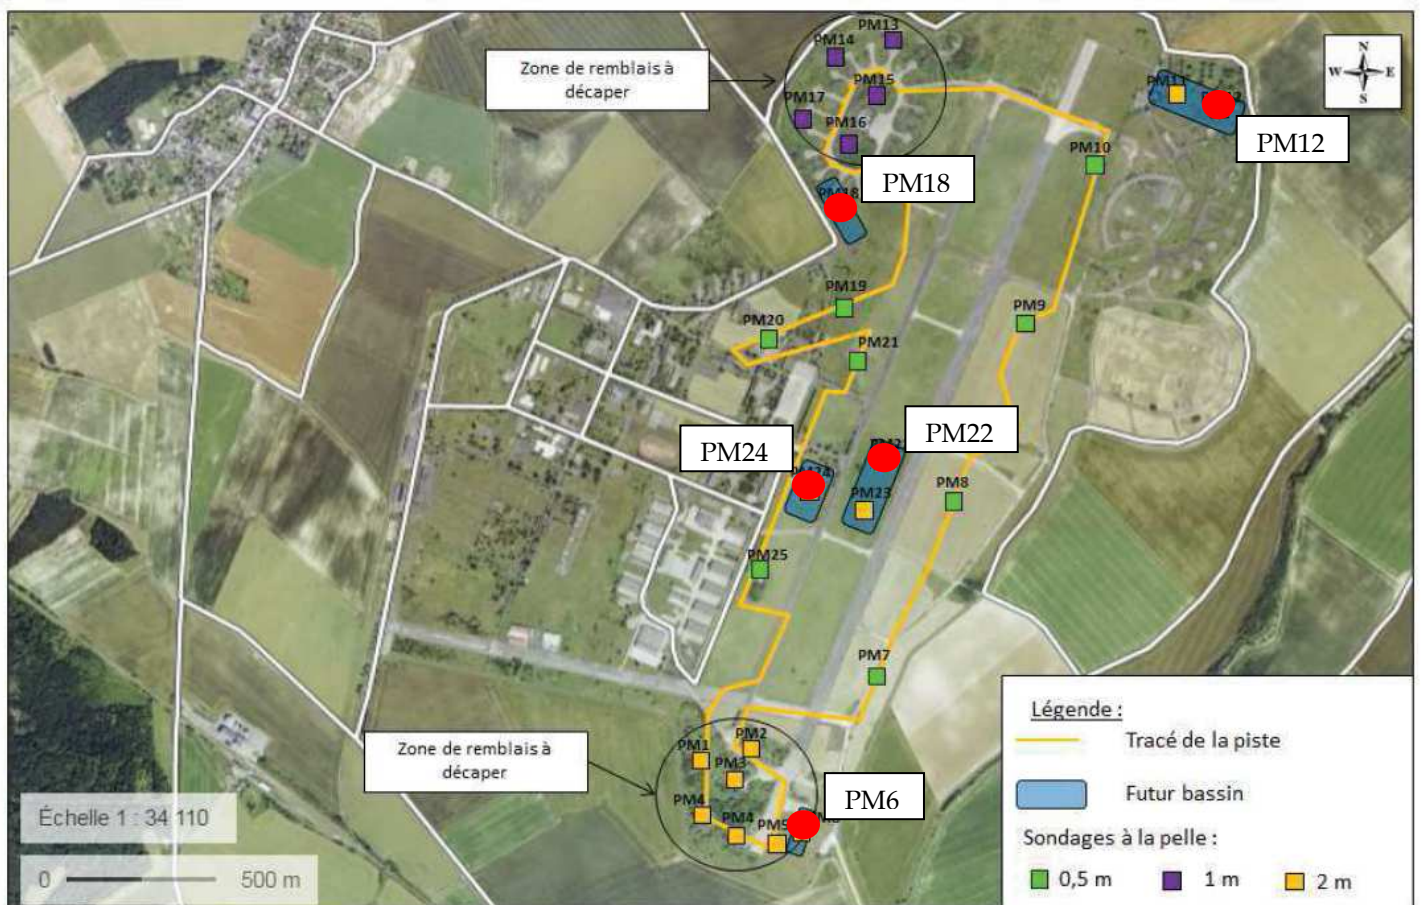 PM13
PM14
N
W E
S
Zone de remblais à
décaper
PM15
PM11
PM17
PM16
PM12
PM10
PM18
PM19
PM9
PM20
PM21
PM22
PM24
PM8
PM23
PM25
PM7
Légende :
Tracé de la piste
Zone de remblais à
décaper
PM1
PM2
PM3
Futur bassin
PM6
PM4
PM4
PM5
Échelle 1 : 34 110
Sondages à la pelle :
0 500 m
0,5 m 1 m 2 m